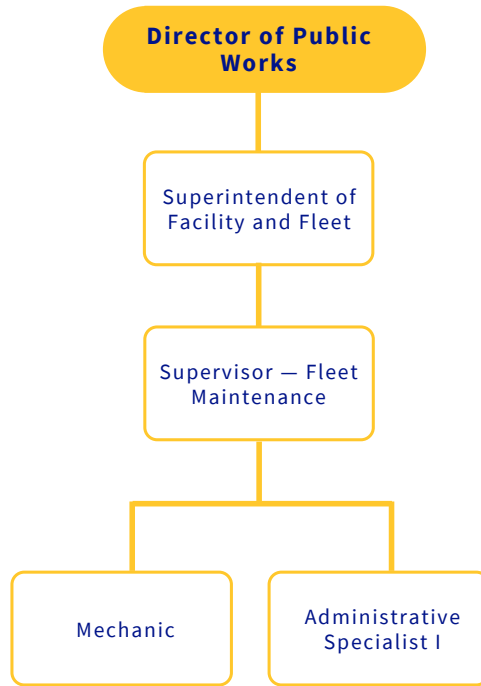 Director of Public
Works
Superintendent of
Facility and Fleet
Supervisor — Fleet
Maintenance
Mechanic
Administrative
Specialist I